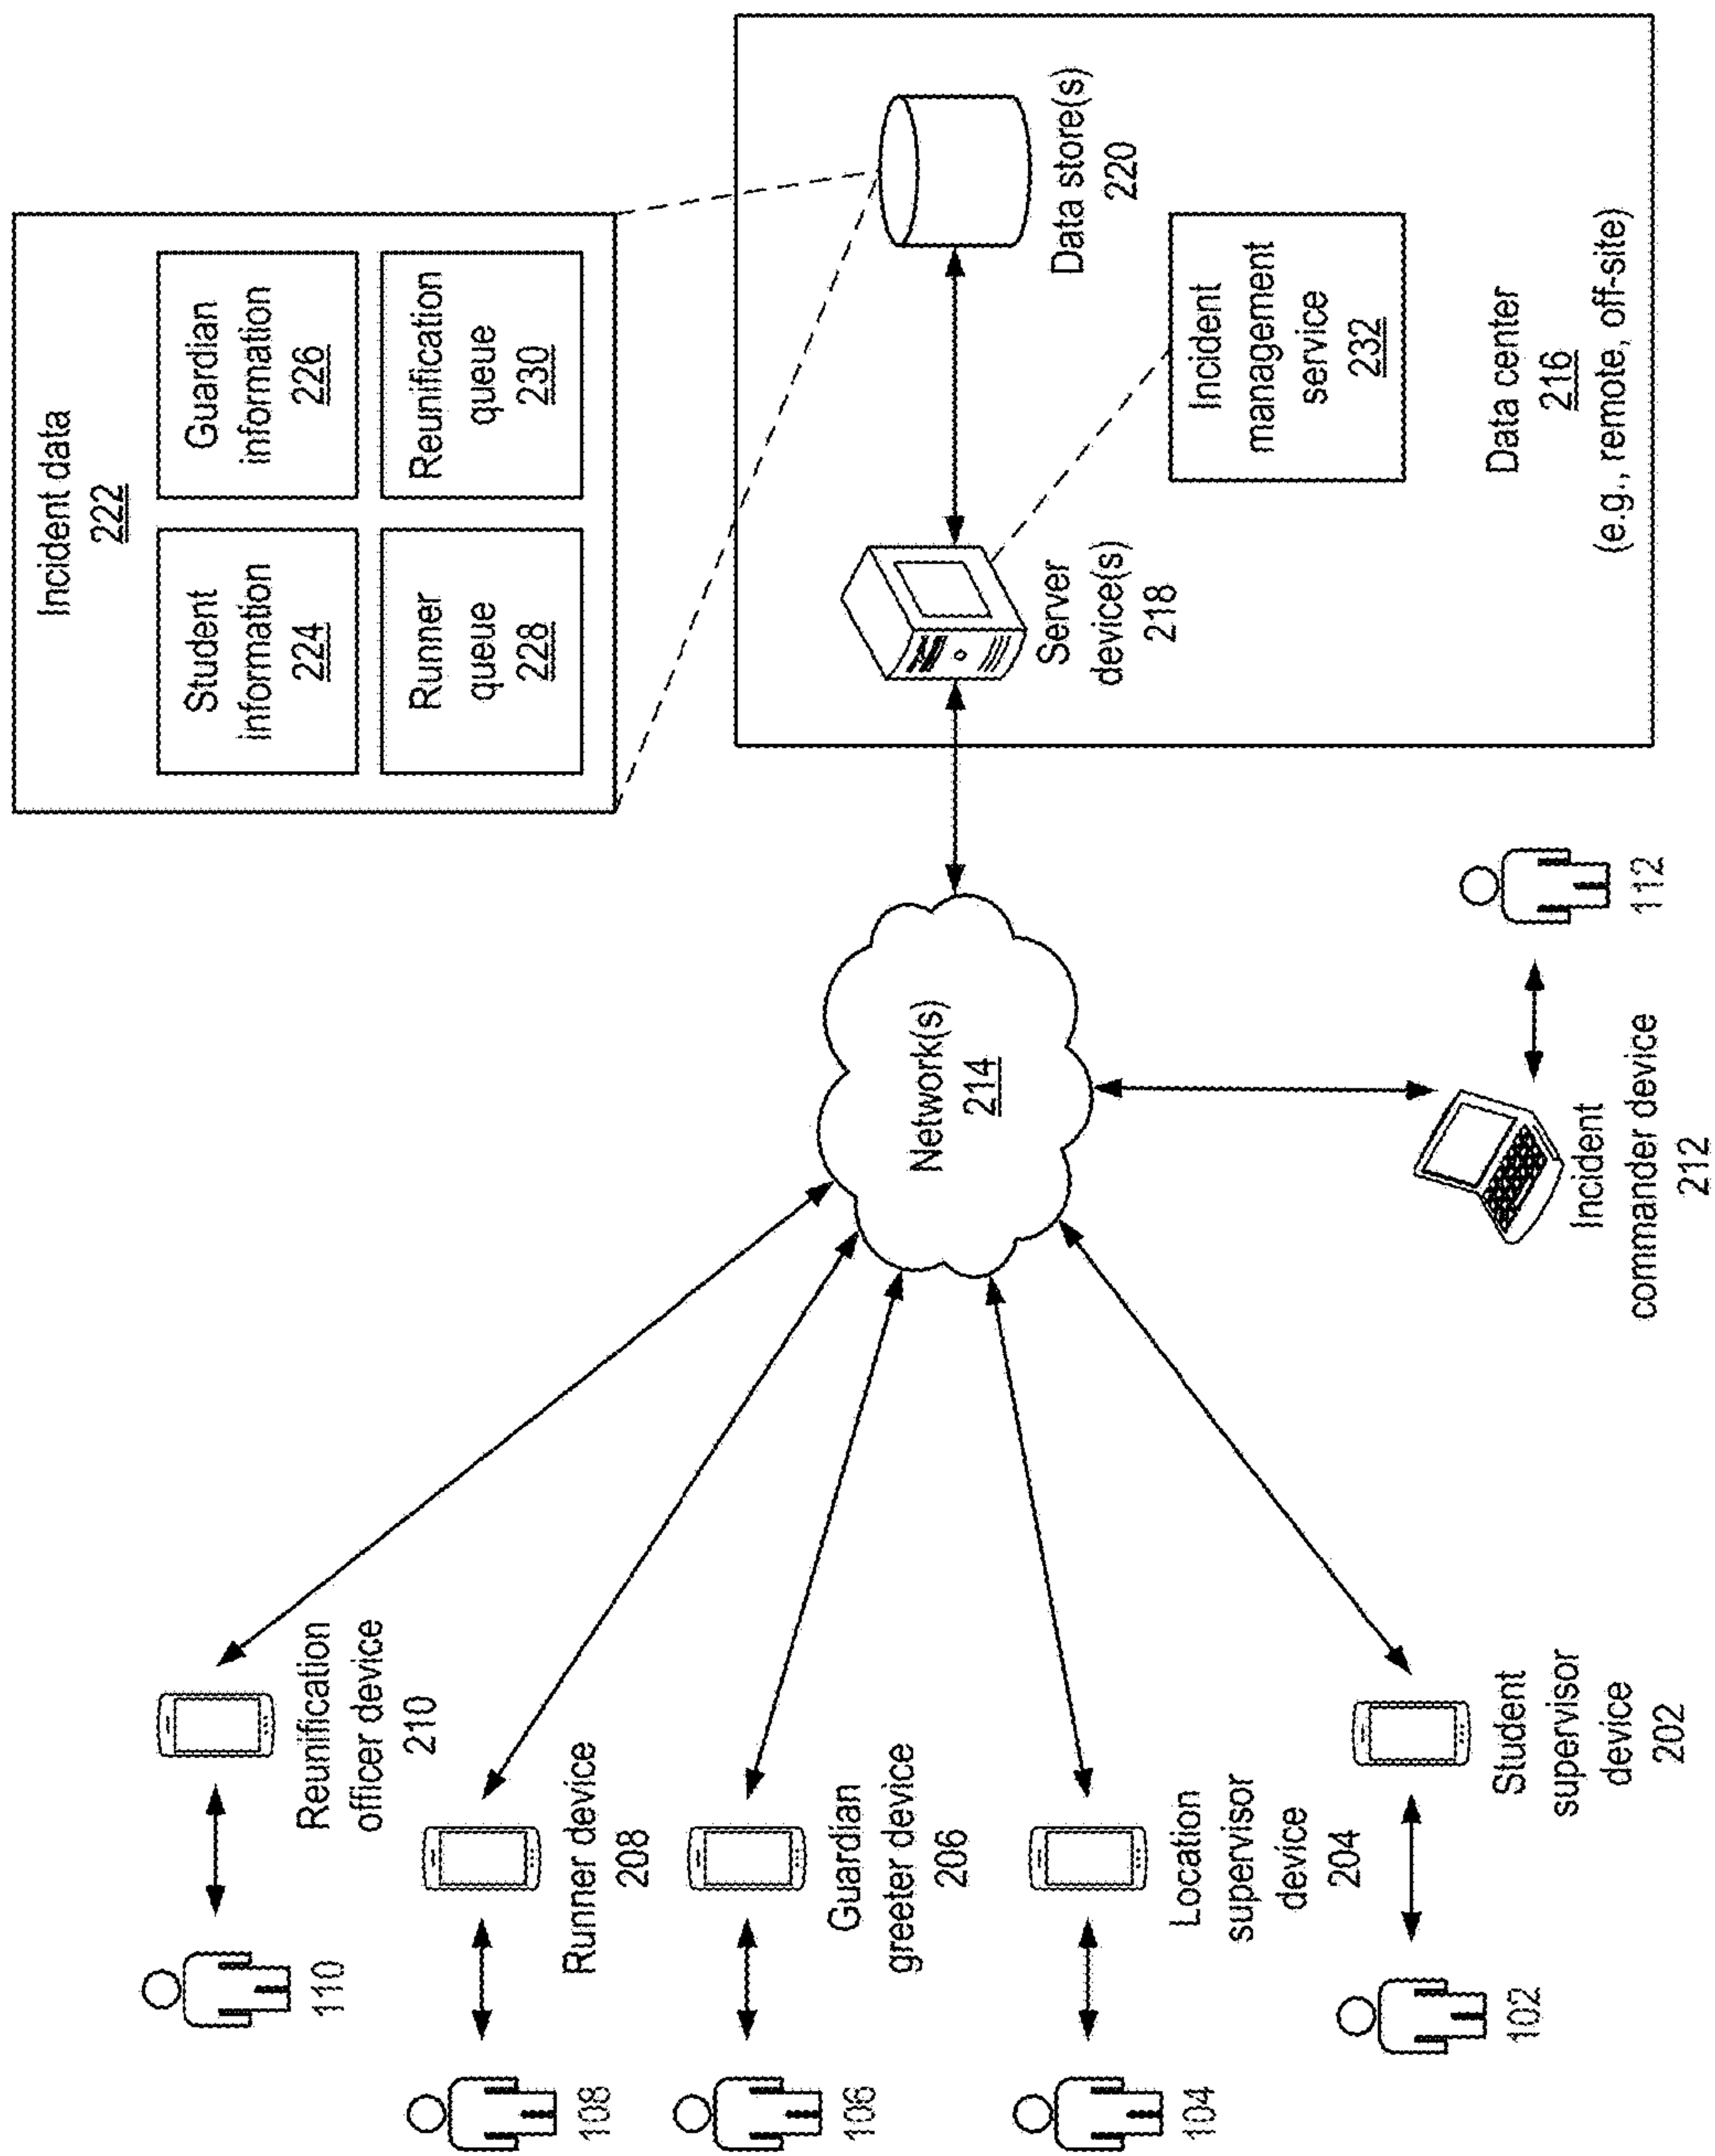 Incident data
222
Student
information
224
Guardian
information
226
Runner
queue
228
Reunification
queue
230
Reunification
officer device
210
110
Runner device
208
108
Guardian
greeter device
206
106
Location
supervisor
device
204
104
Student
supervisor
device
202
102
Network(s)
214
Incident
commander device
212
112
Server
device(s)
218
Data store(s)
220
Incident
management
service
232
Data center
216
(e.g., remote, off-site)